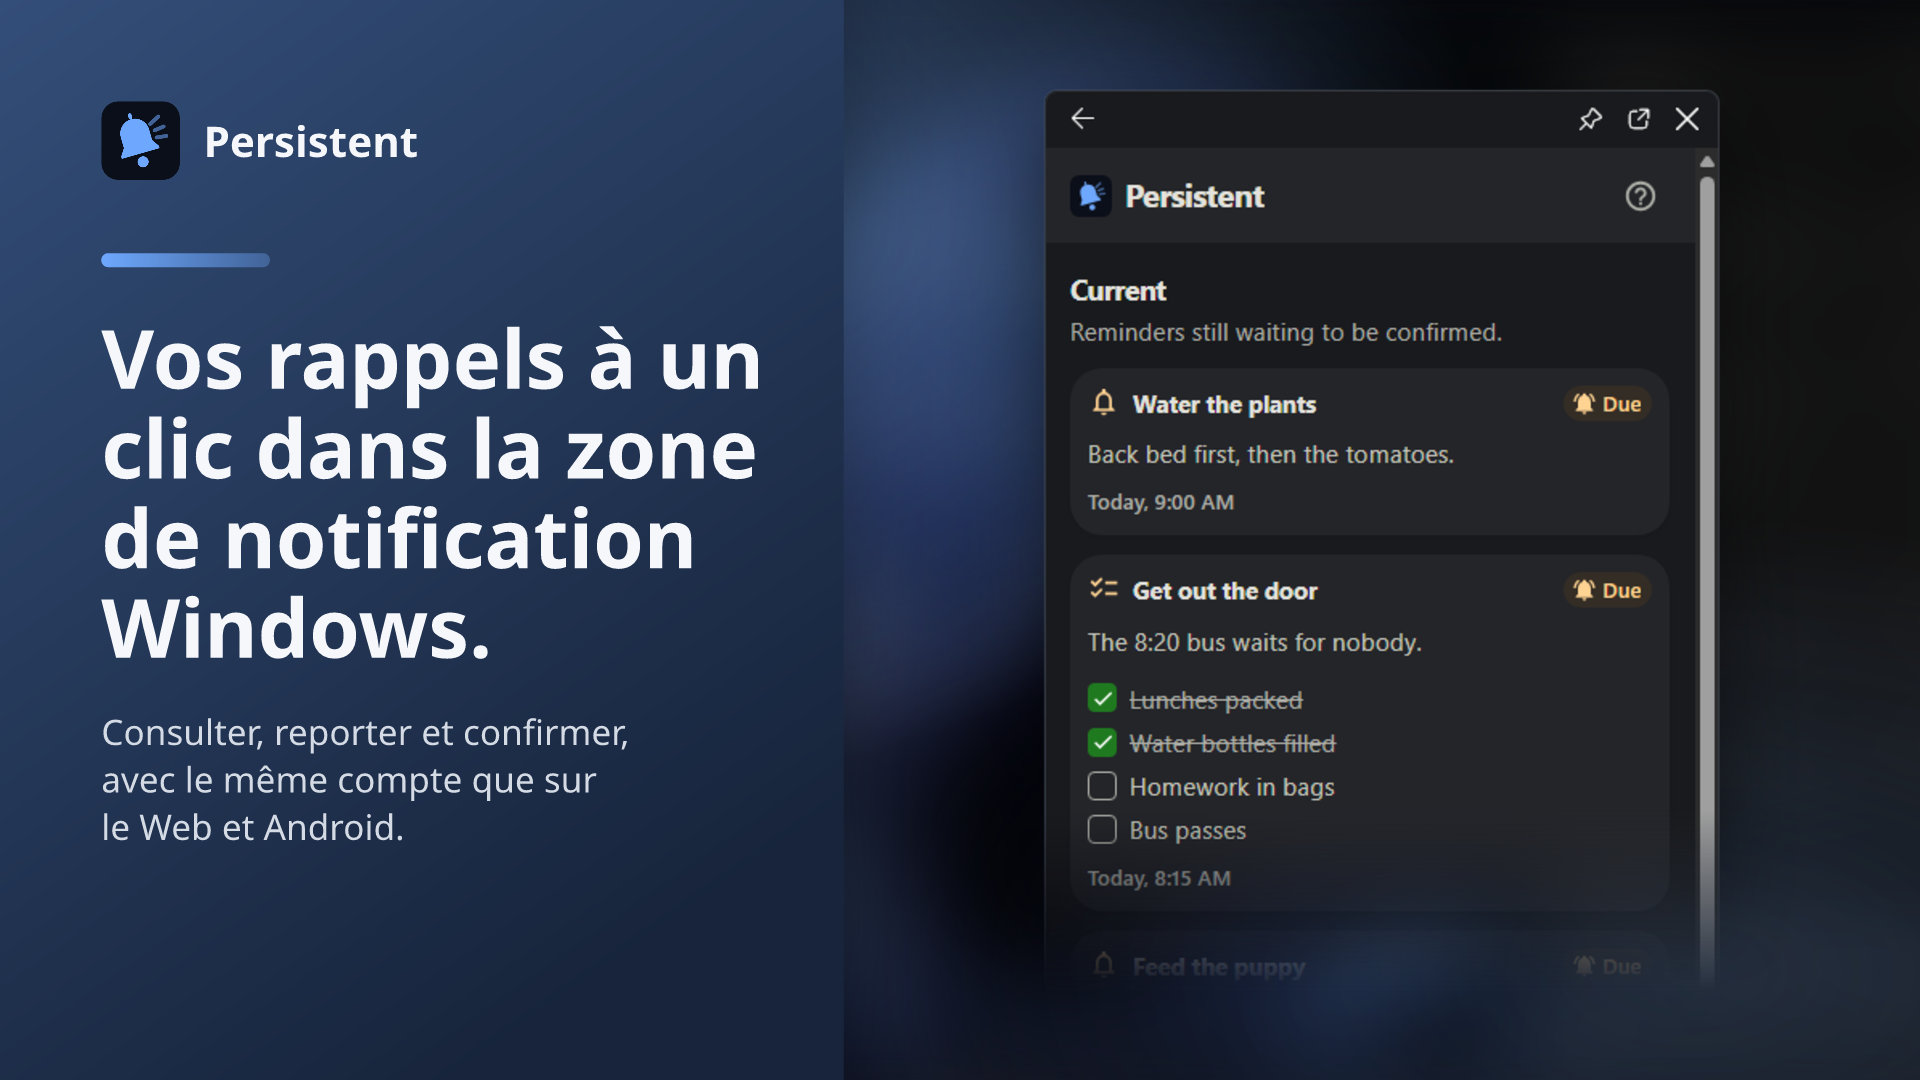 Persistent
Vos rappels à un
clic dans la zone
de notification
Windows.
Consulter, reporter et confirmer,
avec le même compte que sur
le Web et Android.
Persistent
Current
Reminders still waiting to be confirmed.
Water the plants
Due
Back bed first, then the tomatoes.
Today, 9:00 AM
Get out the door
Due
The 8:20 bus waits for nobody.
Lunches packed
Water bottles filled
Homework in bags
Bus passes
Today, 8:15 AM
Feed the puppy
Due